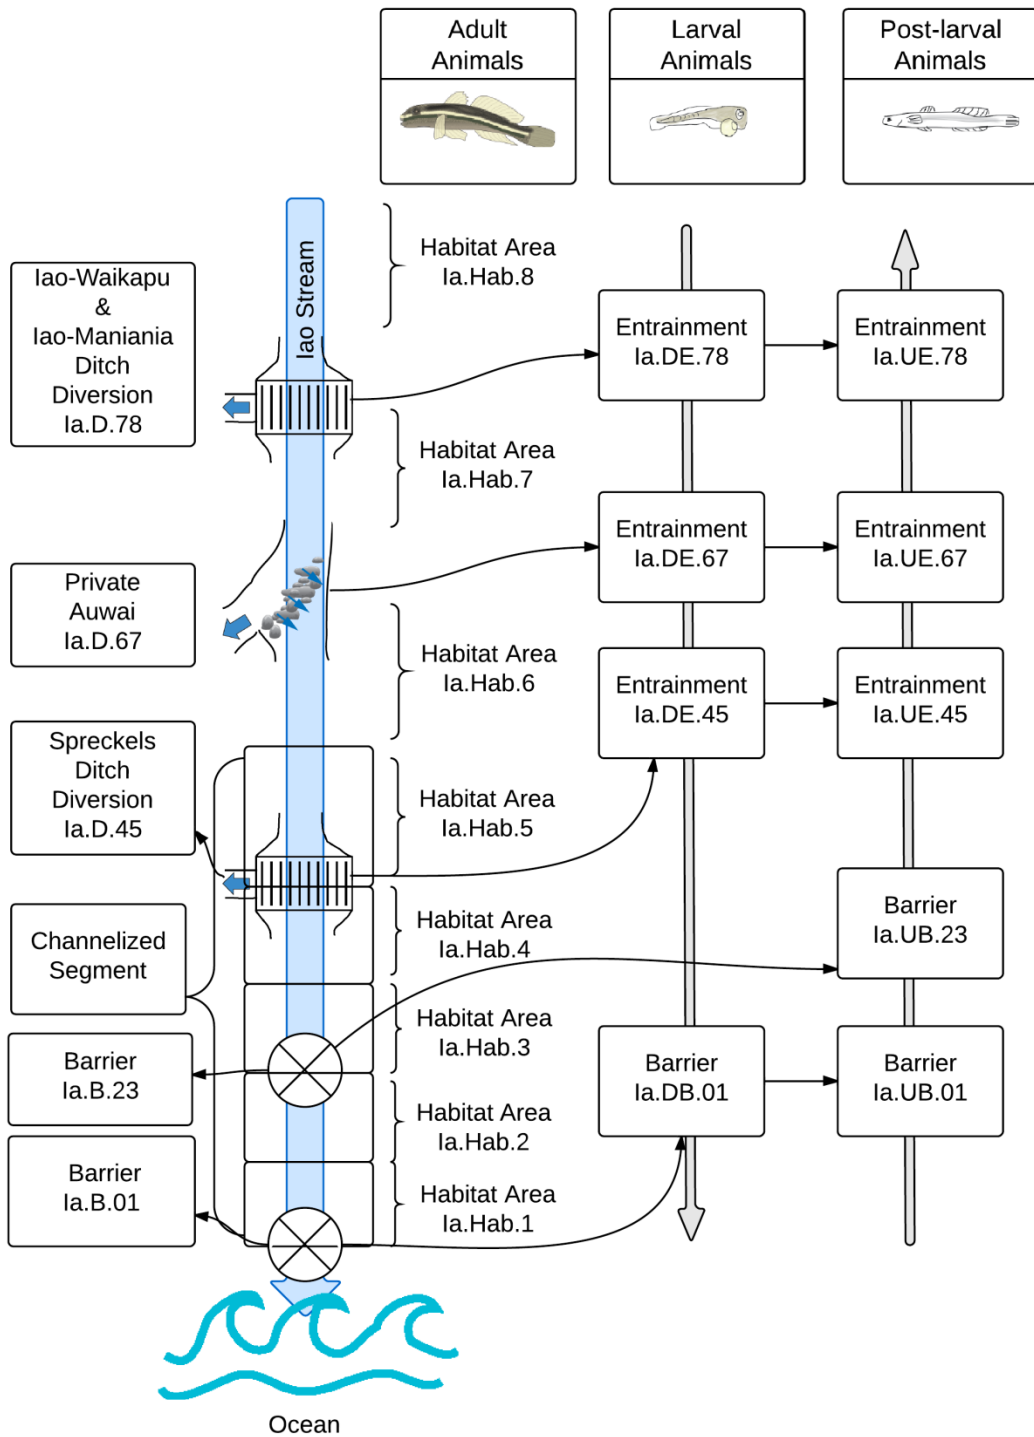 Adult
Animals
Larval
Animals
Post-larval
Animals
Iao Stream
Iao-Waikapu
&
Iao-Maniania
Ditch
Diversion
Ia.D.78
Private
Auwai
Ia.D.67
Spreckels
Ditch
Diversion
Ia.D.45
Channelized
Segment
Barrier
Ia.B.23
Barrier
Ia.B.01
Habitat Area
Ia.Hab.8
Habitat Area
Ia.Hab.7
Habitat Area
Ia.Hab.6
Habitat Area
Ia.Hab.5
Habitat Area
Ia.Hab.4
Habitat Area
Ia.Hab.3
Habitat Area
Ia.Hab.2
Habitat Area
Ia.Hab.1
Entrainment
Ia.DE.78
Entrainment
Ia.DE.67
Entrainment
Ia.DE.45
Barrier
Ia.DB.01
Entrainment
Ia.UE.78
Entrainment
Ia.UE.67
Entrainment
Ia.UE.45
Barrier
Ia.UB.23
Barrier
Ia.UB.01
Ocean